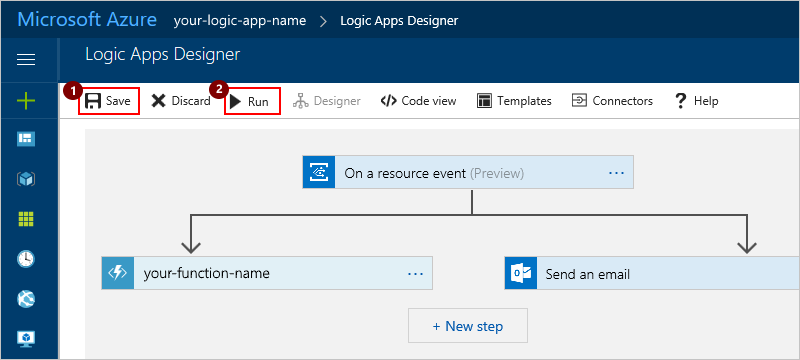 Microsoft Azure your-logic-app-name > Logic Apps Designer
Logic Apps Designer
1 Save Discard 2 Run Designer </> Code view Templates Connectors ? Help
On a resource event (Preview) ...
your-function-name ...
Send an email
+ New step